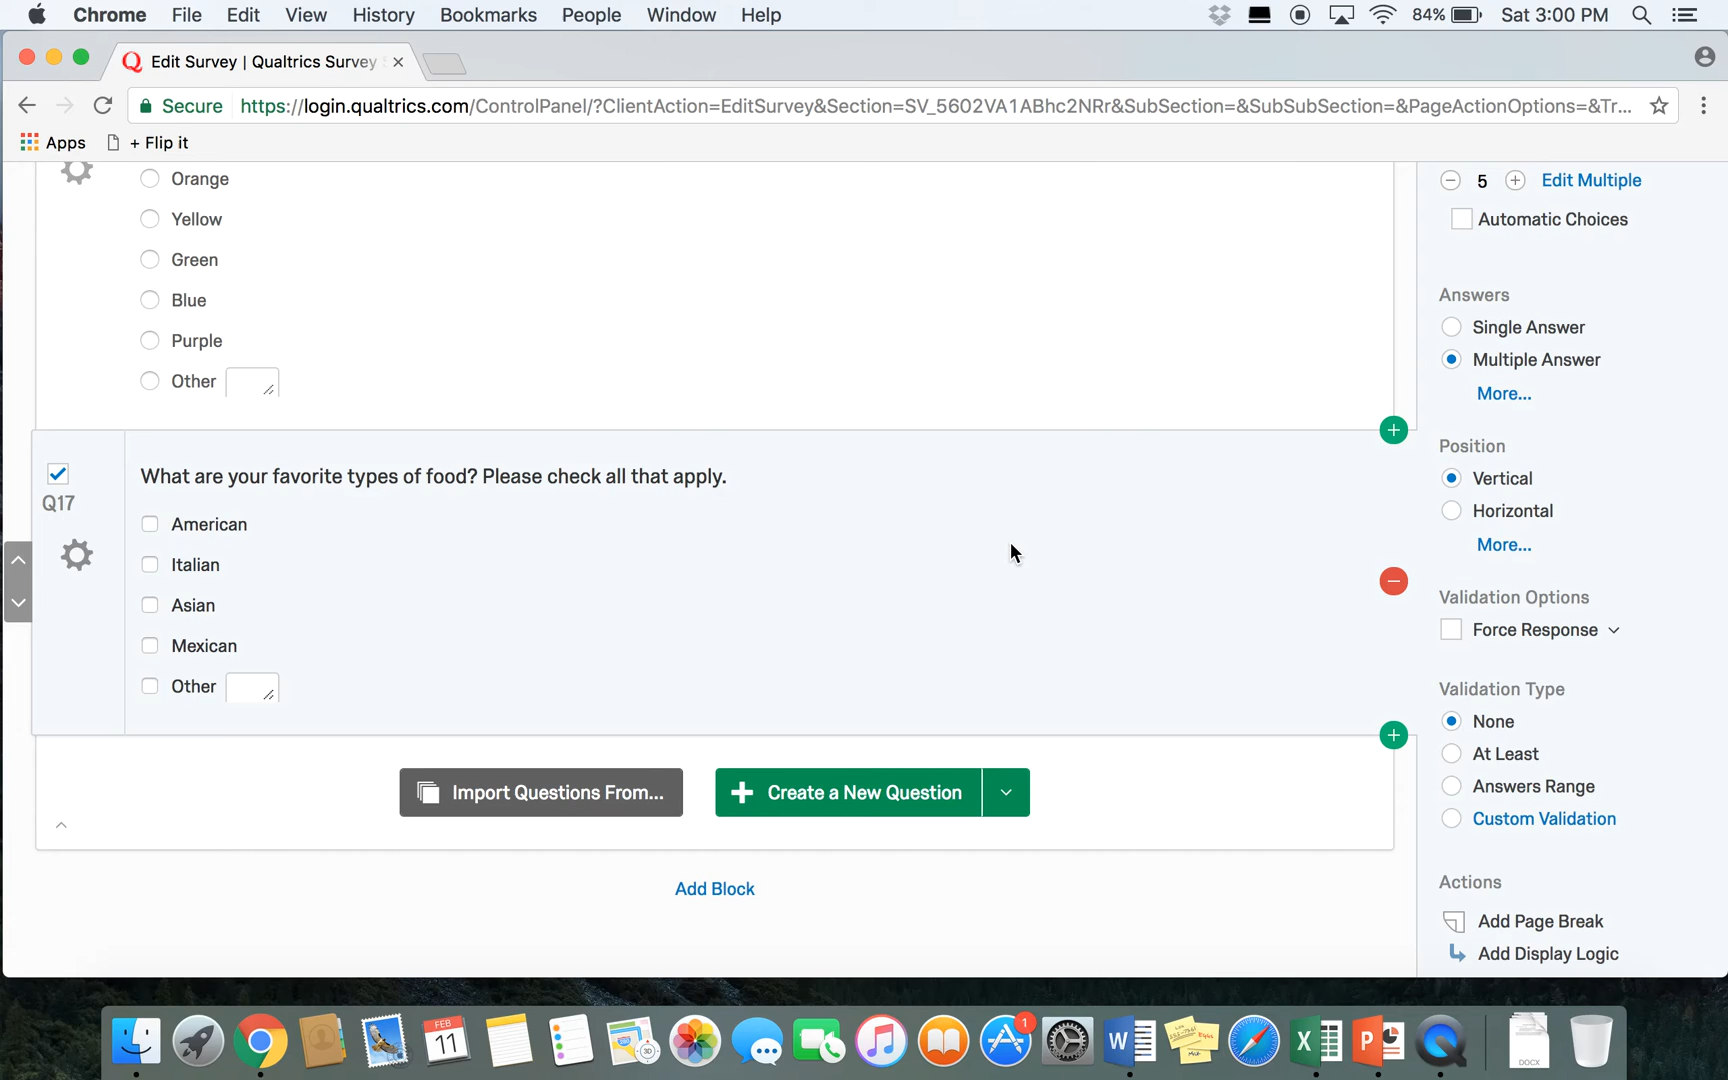 Chrome File Edit View History Bookmarks People Window Help 84% Sat 3:00 PM
Edit Survey | Qualtrics Survey
Secure https://login.qualtrics.com/ControlPanel/?ClientAction=EditSurvey&Section=SV_5602VA1ABhc2NRr&SubSection=&SubSubSection=&PageActionOptions=&Tr...
Apps + Flip it
Orange
Yellow
Green
Blue
Purple
Other
Q17
What are your favorite types of food? Please check all that apply.
American
Italian
Asian
Mexican
Other
Import Questions From...
Create a New Question
Add Block
5 Edit Multiple
Automatic Choices
Answers
Single Answer
Multiple Answer
More...
Position
Vertical
Horizontal
More...
Validation Options
Force Response
Validation Type
None
At Least
Answers Range
Custom Validation
Actions
Add Page Break
Add Display Logic
FEB
11
3D
1
DOCX